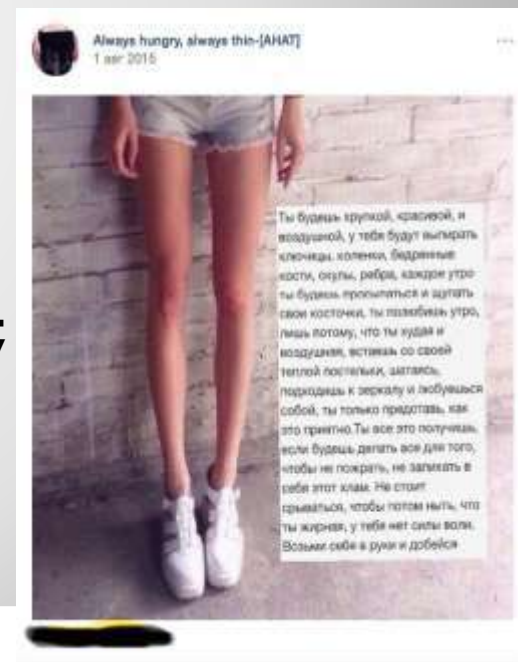 Always hungry, always thin-[AHAT]
1 авг 2015
Ты будешь хрупкой, красивой, и
воздушной, у тебя будут выпирать
ключицы, коленки, бедренные
кости, скулы, ребра, каждое утро
ты будешь просыпаться и щупать
свои косточки, ты полюбишь утро,
лишь потому, что ты худая и
воздушная, встаешь со своей
теплой постельки, шатаясь,
подходишь к зеркалу и любуешься
собой, ты только представь, как
это приятно.Ты все это получишь,
если будешь делать все для того,
чтобы не пожрать, не запихать в
себя этот хлам. Не стоит
срываться, чтобы потом ныть, что
ты жирная, у тебя нет силы воли.
Возьми себя в руки и добейся